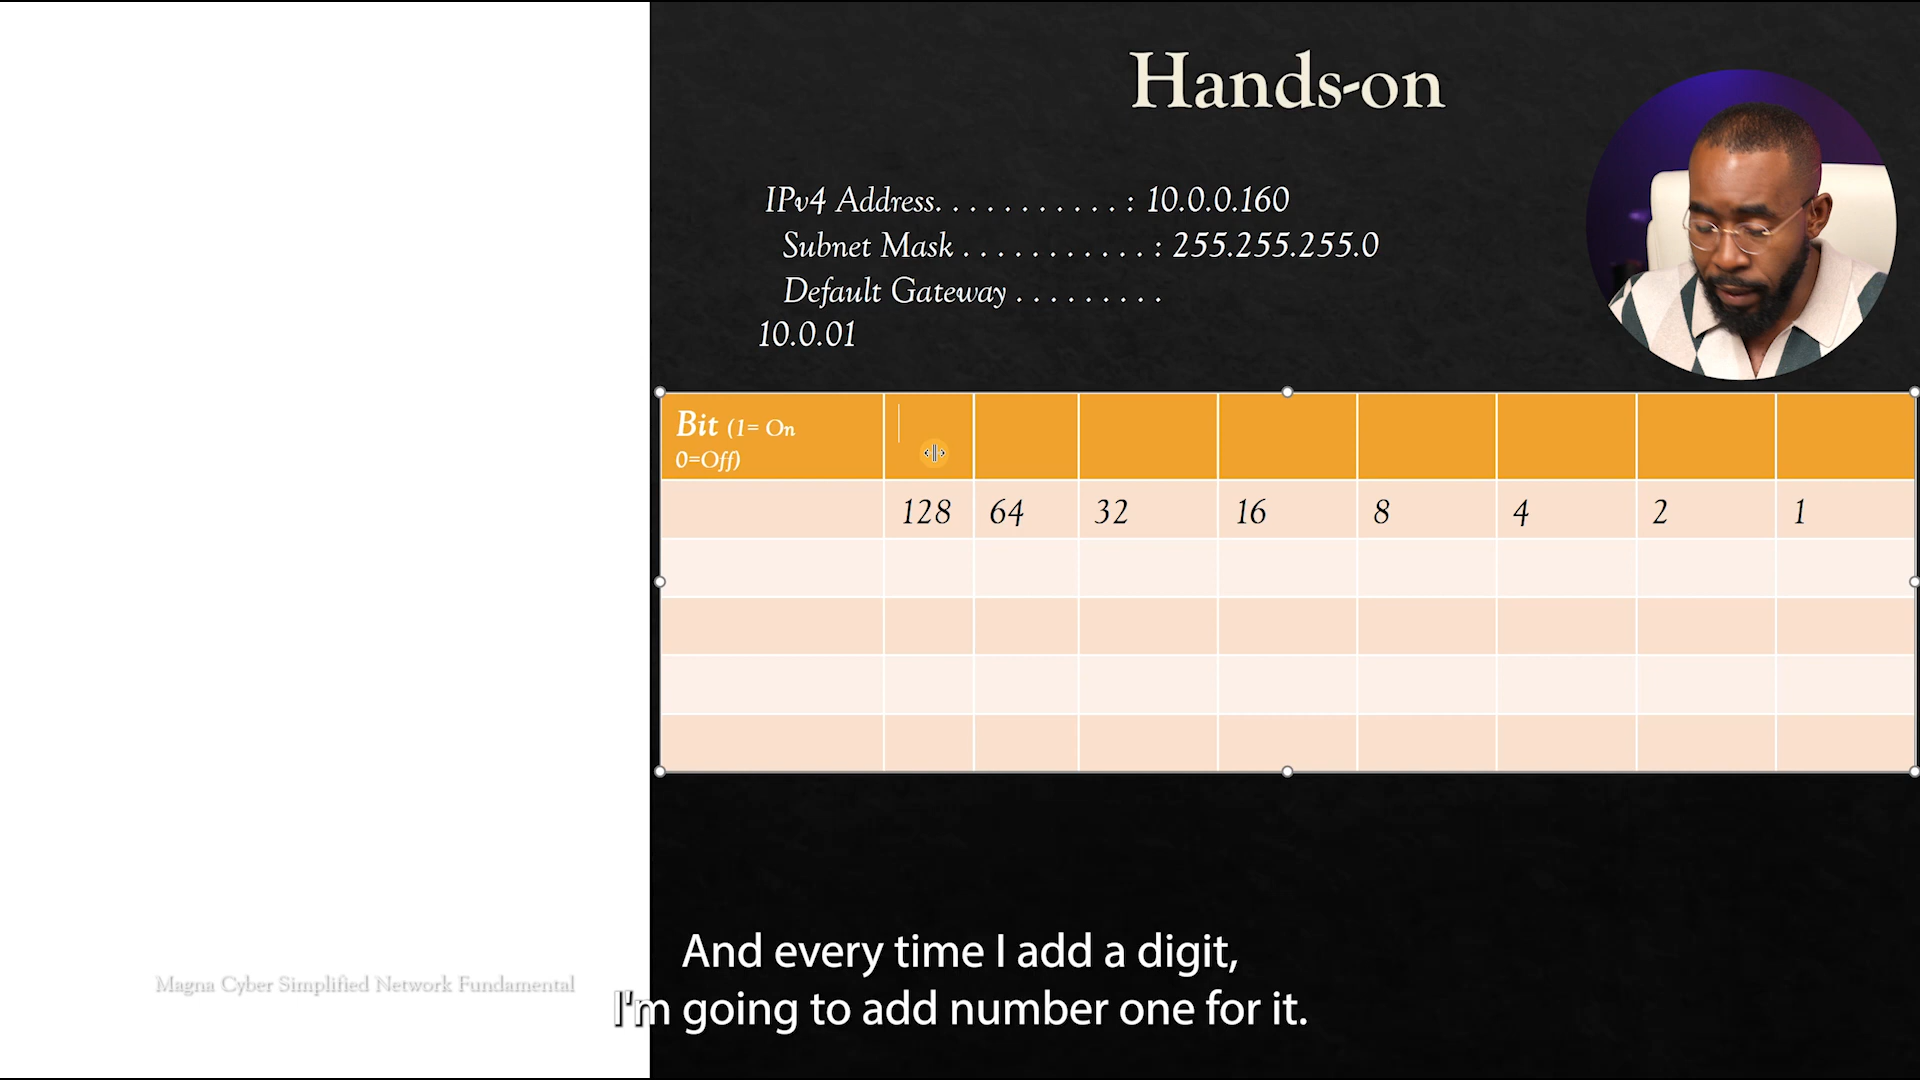 Hands-on
IPv4 Address. . . . . . . . . . . : 10.0.0.160
Subnet Mask . . . . . . . . . . . : 255.255.255.0
Default Gateway . . . . . . . . .
10.0.01
Bit (1= On
0=Off)
128 64 32 16 8 4 2 1
Magna Cyber Simplified Network Fundamental
And every time I add a digit,
I'm going to add number one for it.